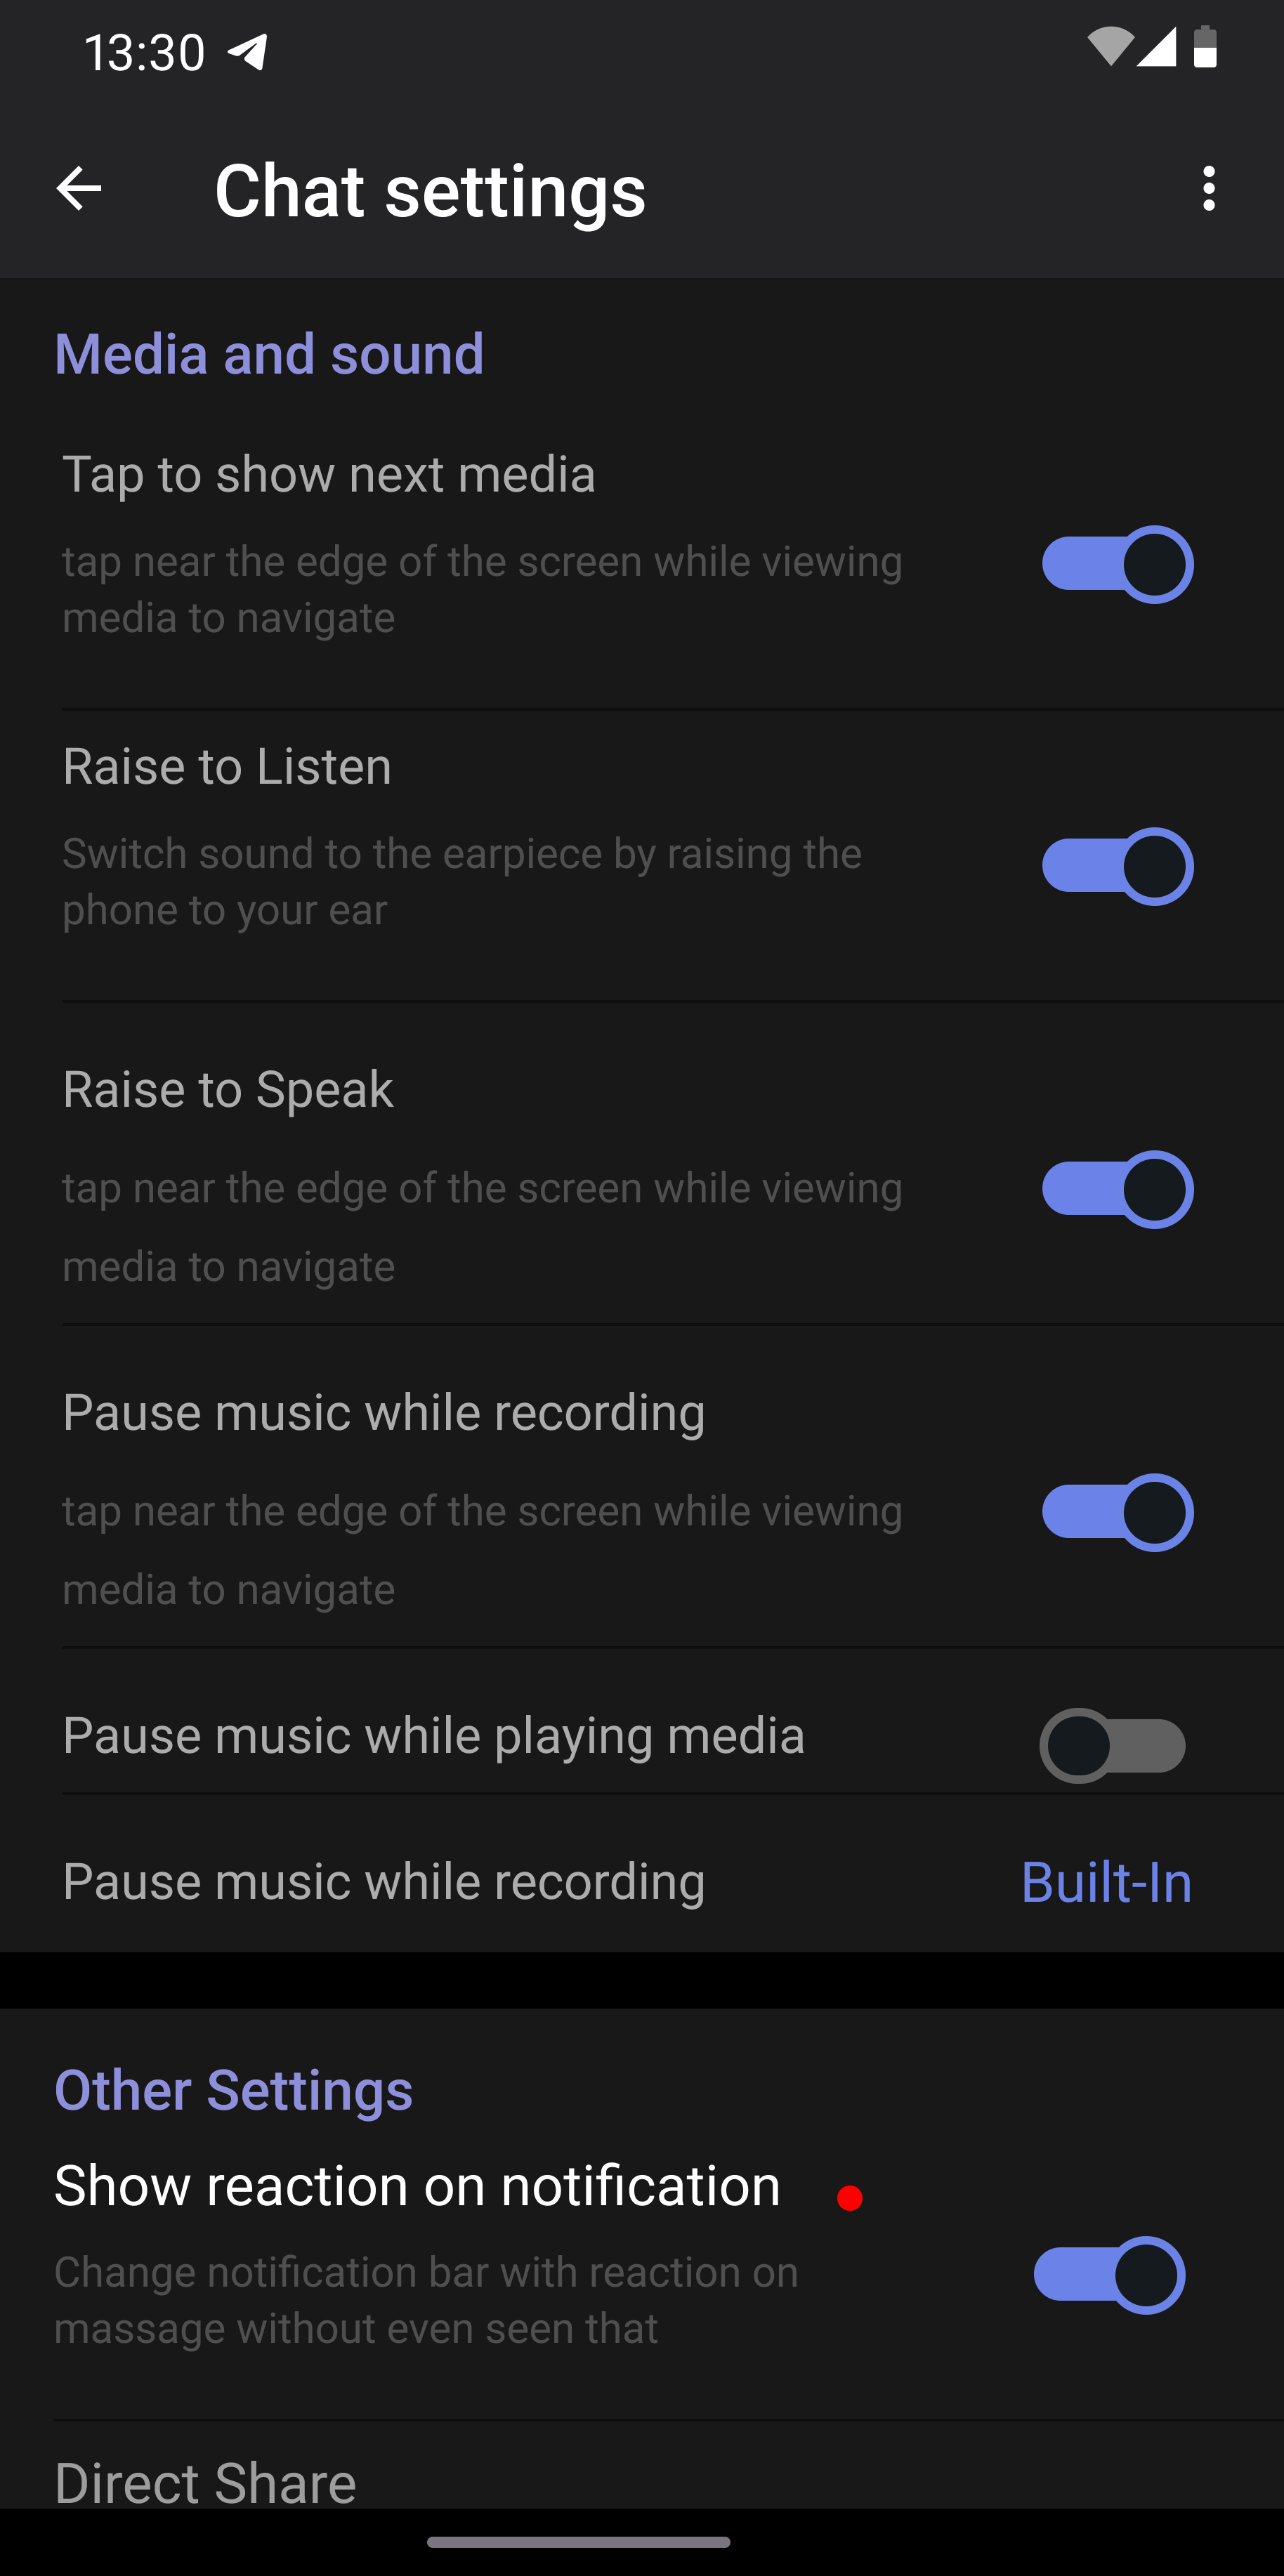 13:30
Chat settings
Media and sound
Tap to show next media
tap near the edge of the screen while viewing
media to navigate
Raise to Listen
Switch sound to the earpiece by raising the
phone to your ear
Raise to Speak
tap near the edge of the screen while viewing
media to navigate
Pause music while recording
tap near the edge of the screen while viewing
media to navigate
Pause music while playing media
Pause music while recording
Built-In
Other Settings
Show reaction on notification
Change notification bar with reaction on
massage without even seen that
Direct Share